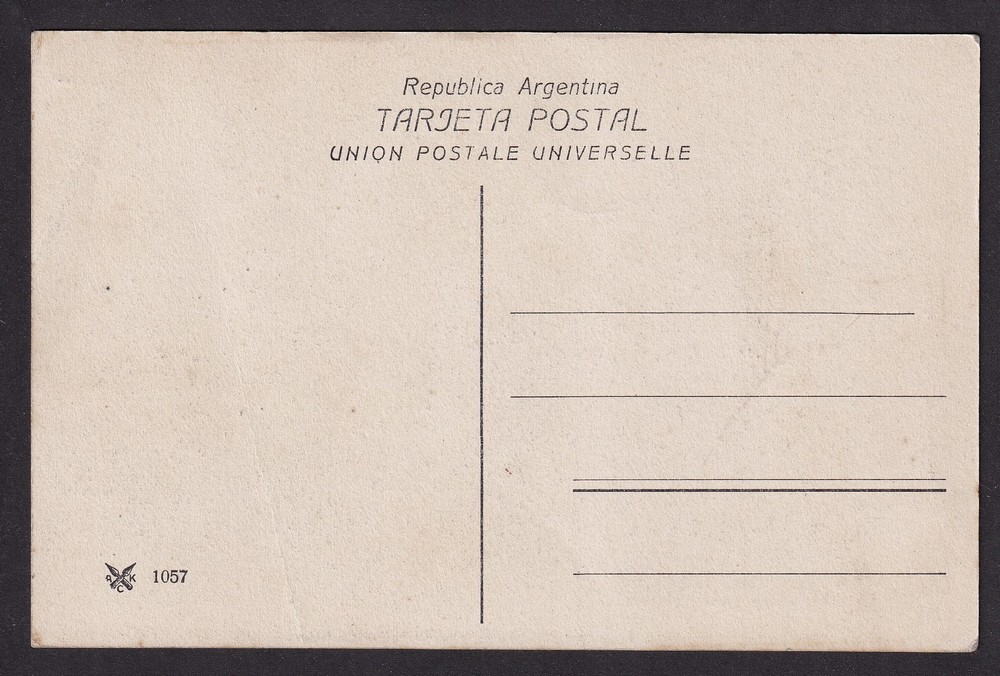 Republica Argentina
TARJETA POSTAL
UNION POSTALE UNIVERSELLE
R K
C
1057